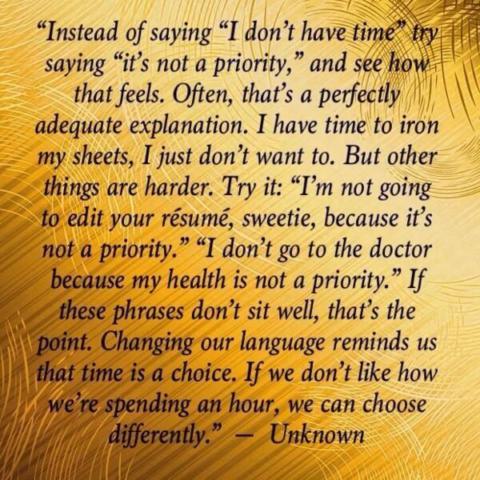 “Instead of saying “I don’t have time” try
saying “it’s not a priority,” and see how
that feels. Often, that’s a perfectly
adequate explanation. I have time to iron
my sheets, I just don’t want to. But other
things are harder. Try it: “I’m not going
to edit your résumé, sweetie, because it’s
not a priority.” “I don’t go to the doctor
because my health is not a priority.” If
these phrases don’t sit well, that’s the
point. Changing our language reminds us
that time is a choice. If we don’t like how
we’re spending an hour, we can choose
differently.” — Unknown